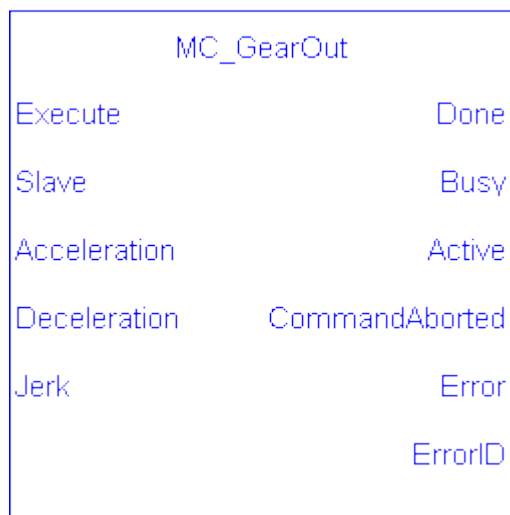 MC_GearOut
Execute Done
Slave Busy
Acceleration Active
Deceleration CommandAborted
Jerk Error
ErrorID